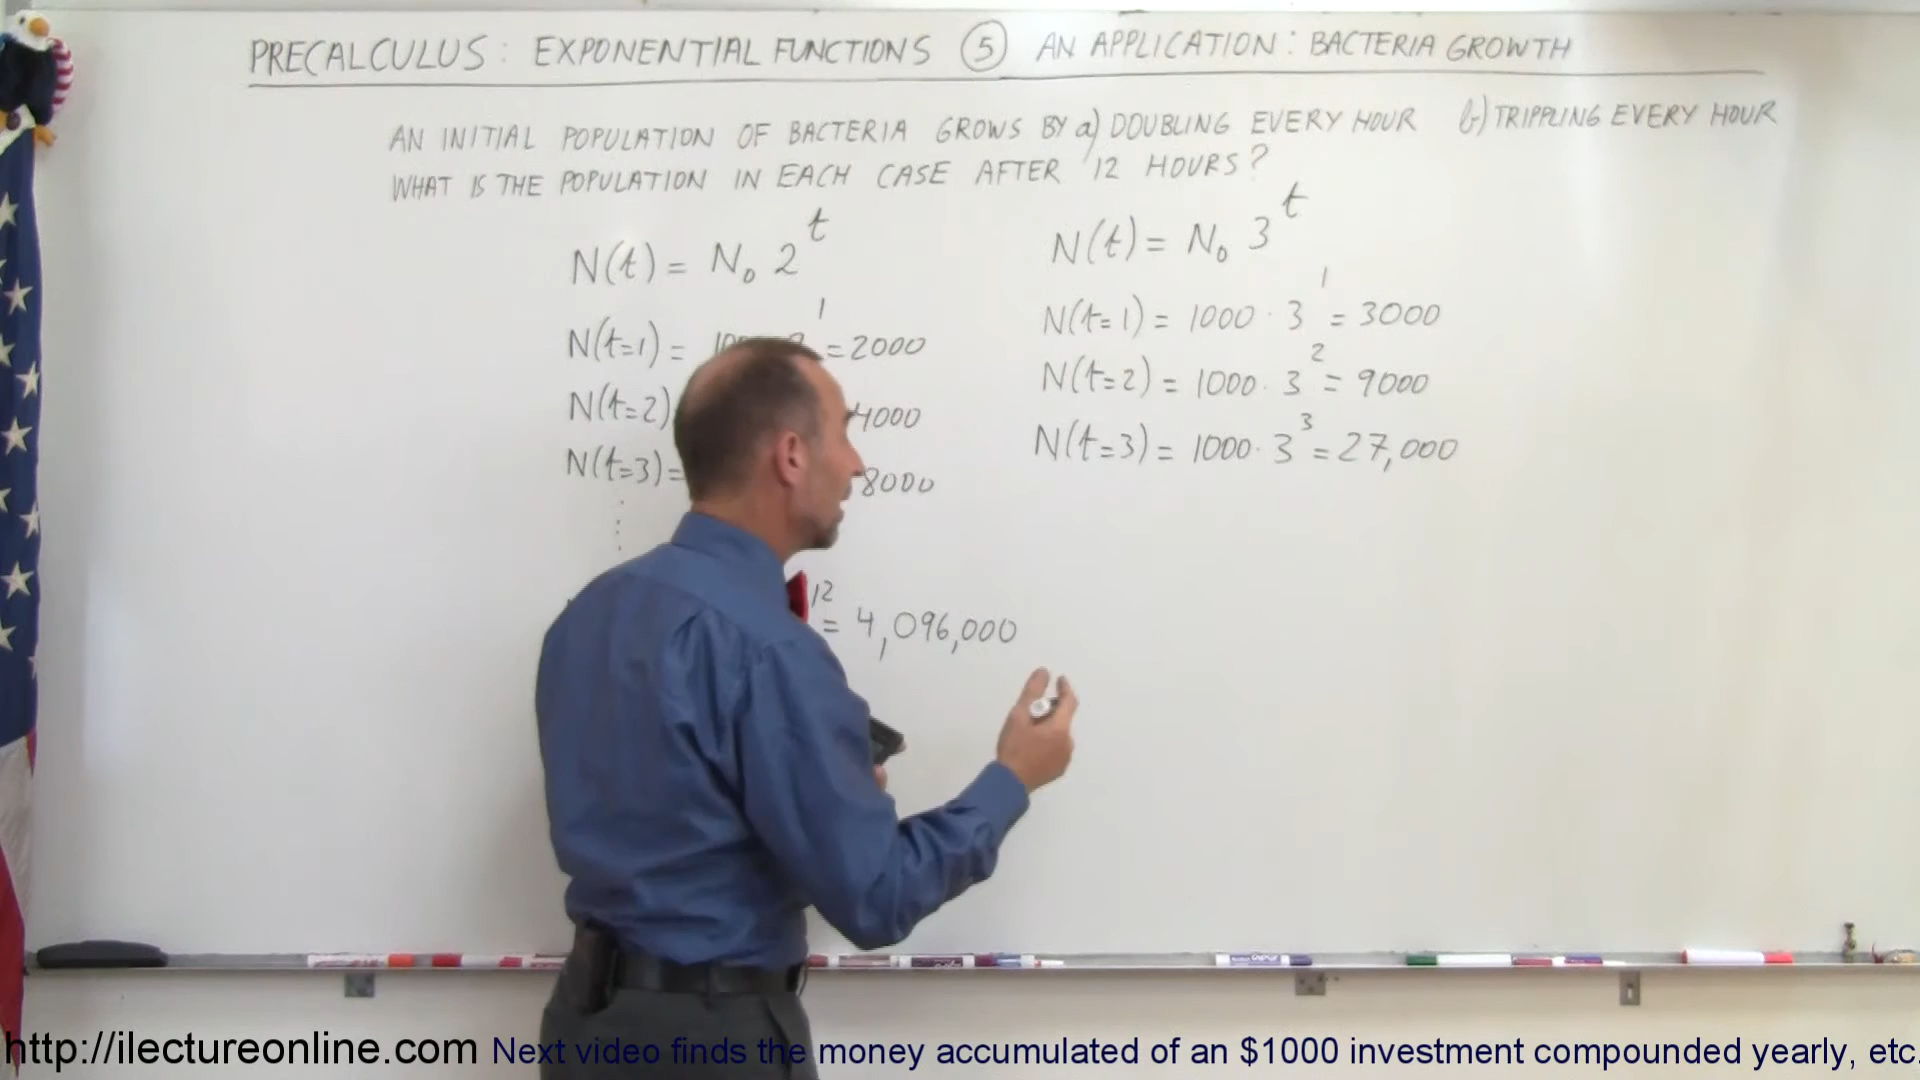 PRECALCULUS: EXPONENTIAL FUNCTIONS (5) AN APPLICATION: BACTERIA GROWTH
AN INITIAL POPULATION OF BACTERIA GROWS BY a) DOUBLING EVERY HOUR b) TRIPPLING EVERY HOUR
WHAT IS THE POPULATION IN EACH CASE AFTER 12 HOURS?
N(t) = N₀ 2^t
N(t=1) = = 2000
N(t=2) 4000
N(t=3) = 8000
12 = 4,096,000
N(t) = N₀ 3^t
N(t=1) = 1000 · 3^1 = 3000
N(t=2) = 1000 · 3^2 = 9000
N(t=3) = 1000 · 3^3 = 27,000
http://ilectureonline.com Next video finds the money accumulated of an $1000 investment compounded yearly, etc.